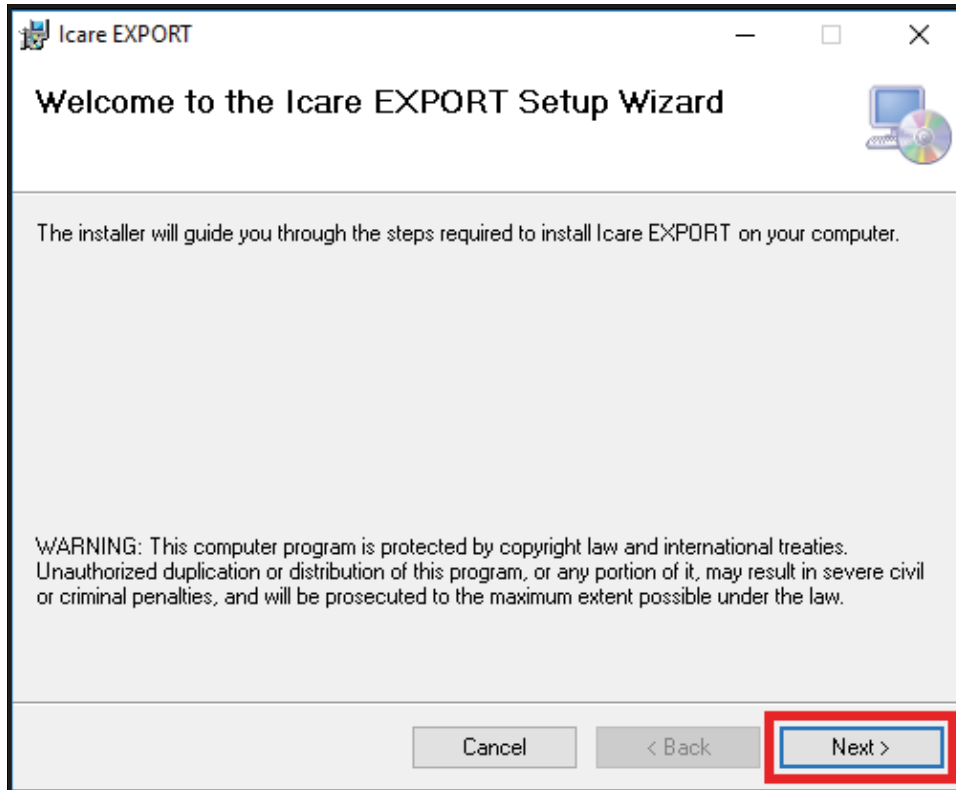 Icare EXPORT
Welcome to the Icare EXPORT Setup Wizard
The installer will guide you through the steps required to install Icare EXPORT on your computer.
WARNING: This computer program is protected by copyright law and international treaties.
Unauthorized duplication or distribution of this program, or any portion of it, may result in severe civil
or criminal penalties, and will be prosecuted to the maximum extent possible under the law.
Cancel
< Back
Next >